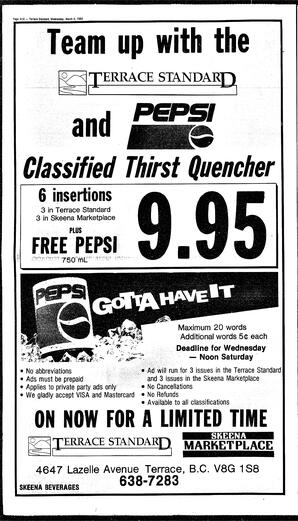 Terrace Standard, Wednesday, March
Team up with the
TERRACE STANDARD
and PEPSI
Classified Thirst Quencher
6 insertions
3 in Terrace Standard
3 in Skeena Marketplace
PLUS
FREE PEPSI
750 mL
9.95
PEPSI
GOTTA HAVE IT
Maximum 20 words
Additional words 5¢ each
Deadline for Wednesday
— Noon Saturday
• No abbreviations
• Ads must be prepaid
• Applies to private party ads only
• We gladly accept VISA and Mastercard
• Ad will run for 3 issues in the Terrace Standard
and 3 issues in the Skeena Marketplace
• No Cancellations
• No Refunds
• Available to all classifications
ON NOW FOR A LIMITED TIME
TERRACE STANDARD
SKEENA
MARKETPLACE
4647 Lazelle Avenue Terrace, B.C. V8G 1S8
638-7283
SKEENA BEVERAGES